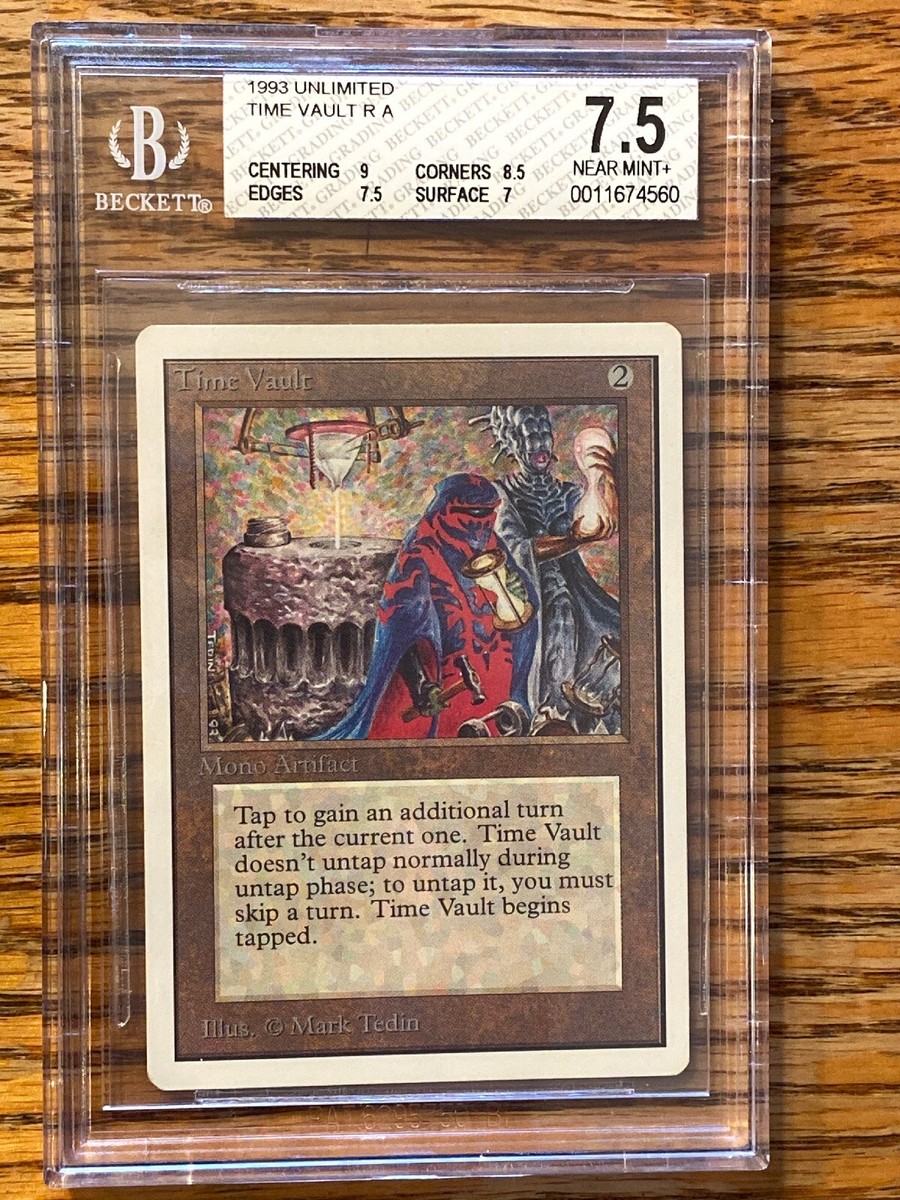 1993 UNLIMITED
TIME VAULT R A
CENTERING 9 CORNERS 8.5
EDGES 7.5 SURFACE 7
7.5
NEAR MINT+
0011674560
B
BECKETT®
Time Vault 2
TEDIN
Mono Artifact
Tap to gain an additional turn
after the current one. Time Vault
doesn't untap normally during
untap phase; to untap it, you must
skip a turn. Time Vault begins
tapped.
Illus. © Mark Tedin